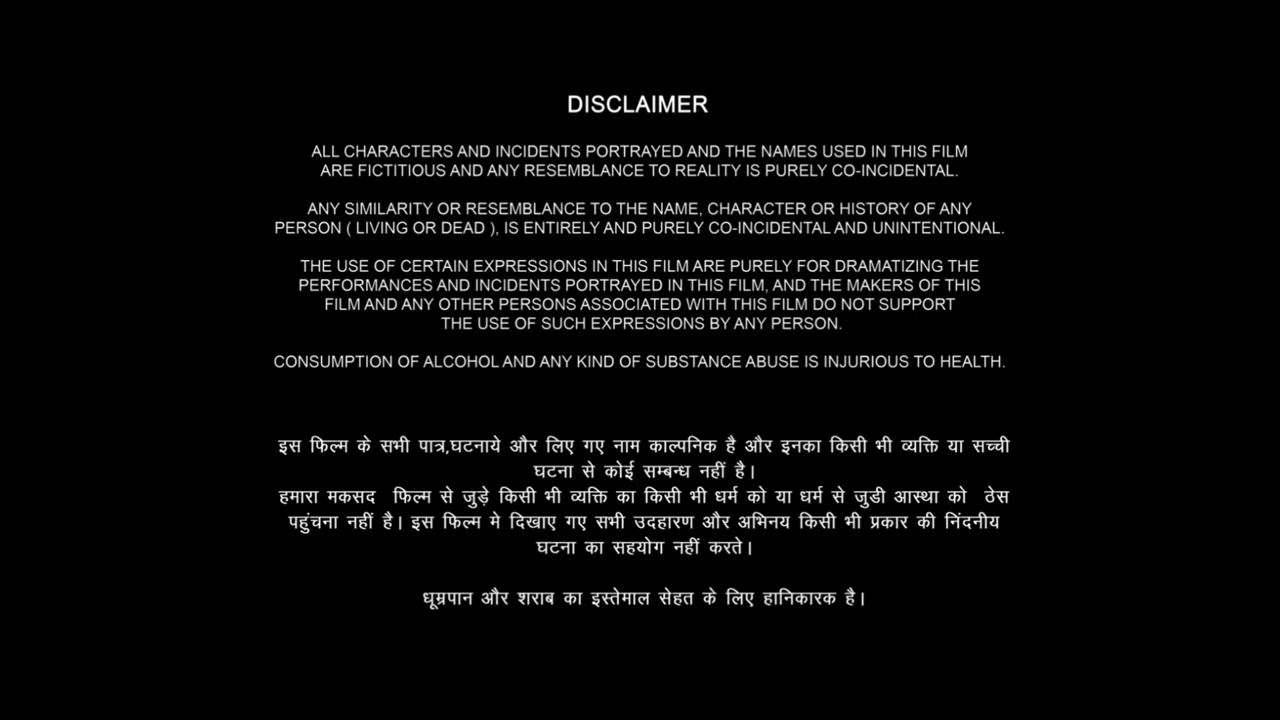 DISCLAIMER
ALL CHARACTERS AND INCIDENTS PORTRAYED AND THE NAMES USED IN THIS FILM
ARE FICTITIOUS AND ANY RESEMBLANCE TO REALITY IS PURELY CO-INCIDENTAL.
ANY SIMILARITY OR RESEMBLANCE TO THE NAME, CHARACTER OR HISTORY OF ANY
PERSON ( LIVING OR DEAD ), IS ENTIRELY AND PURELY CO-INCIDENTAL AND UNINTENTIONAL.
THE USE OF CERTAIN EXPRESSIONS IN THIS FILM ARE PURELY FOR DRAMATIZING THE
PERFORMANCES AND INCIDENTS PORTRAYED IN THIS FILM, AND THE MAKERS OF THIS
FILM AND ANY OTHER PERSONS ASSOCIATED WITH THIS FILM DO NOT SUPPORT
THE USE OF SUCH EXPRESSIONS BY ANY PERSON.
CONSUMPTION OF ALCOHOL AND ANY KIND OF SUBSTANCE ABUSE IS INJURIOUS TO HEALTH.
इस फिल्म के सभी पात्र,घटनाये और लिए गए नाम काल्पनिक है और इनका किसी भी व्यक्ति या सच्ची
घटना से कोई सम्बन्ध नहीं है।
हमारा मकसद फिल्म से जुड़े किसी भी व्यक्ति का किसी भी धर्म को या धर्म से जुडी आस्था को ठेस
पहुंचना नहीं है। इस फिल्म मे दिखाए गए सभी उदहारण और अभिनय किसी भी प्रकार की निंदनीय
घटना का सहयोग नहीं करते।
धूम्रपान और शराब का इस्तेमाल सेहत के लिए हानिकारक है।